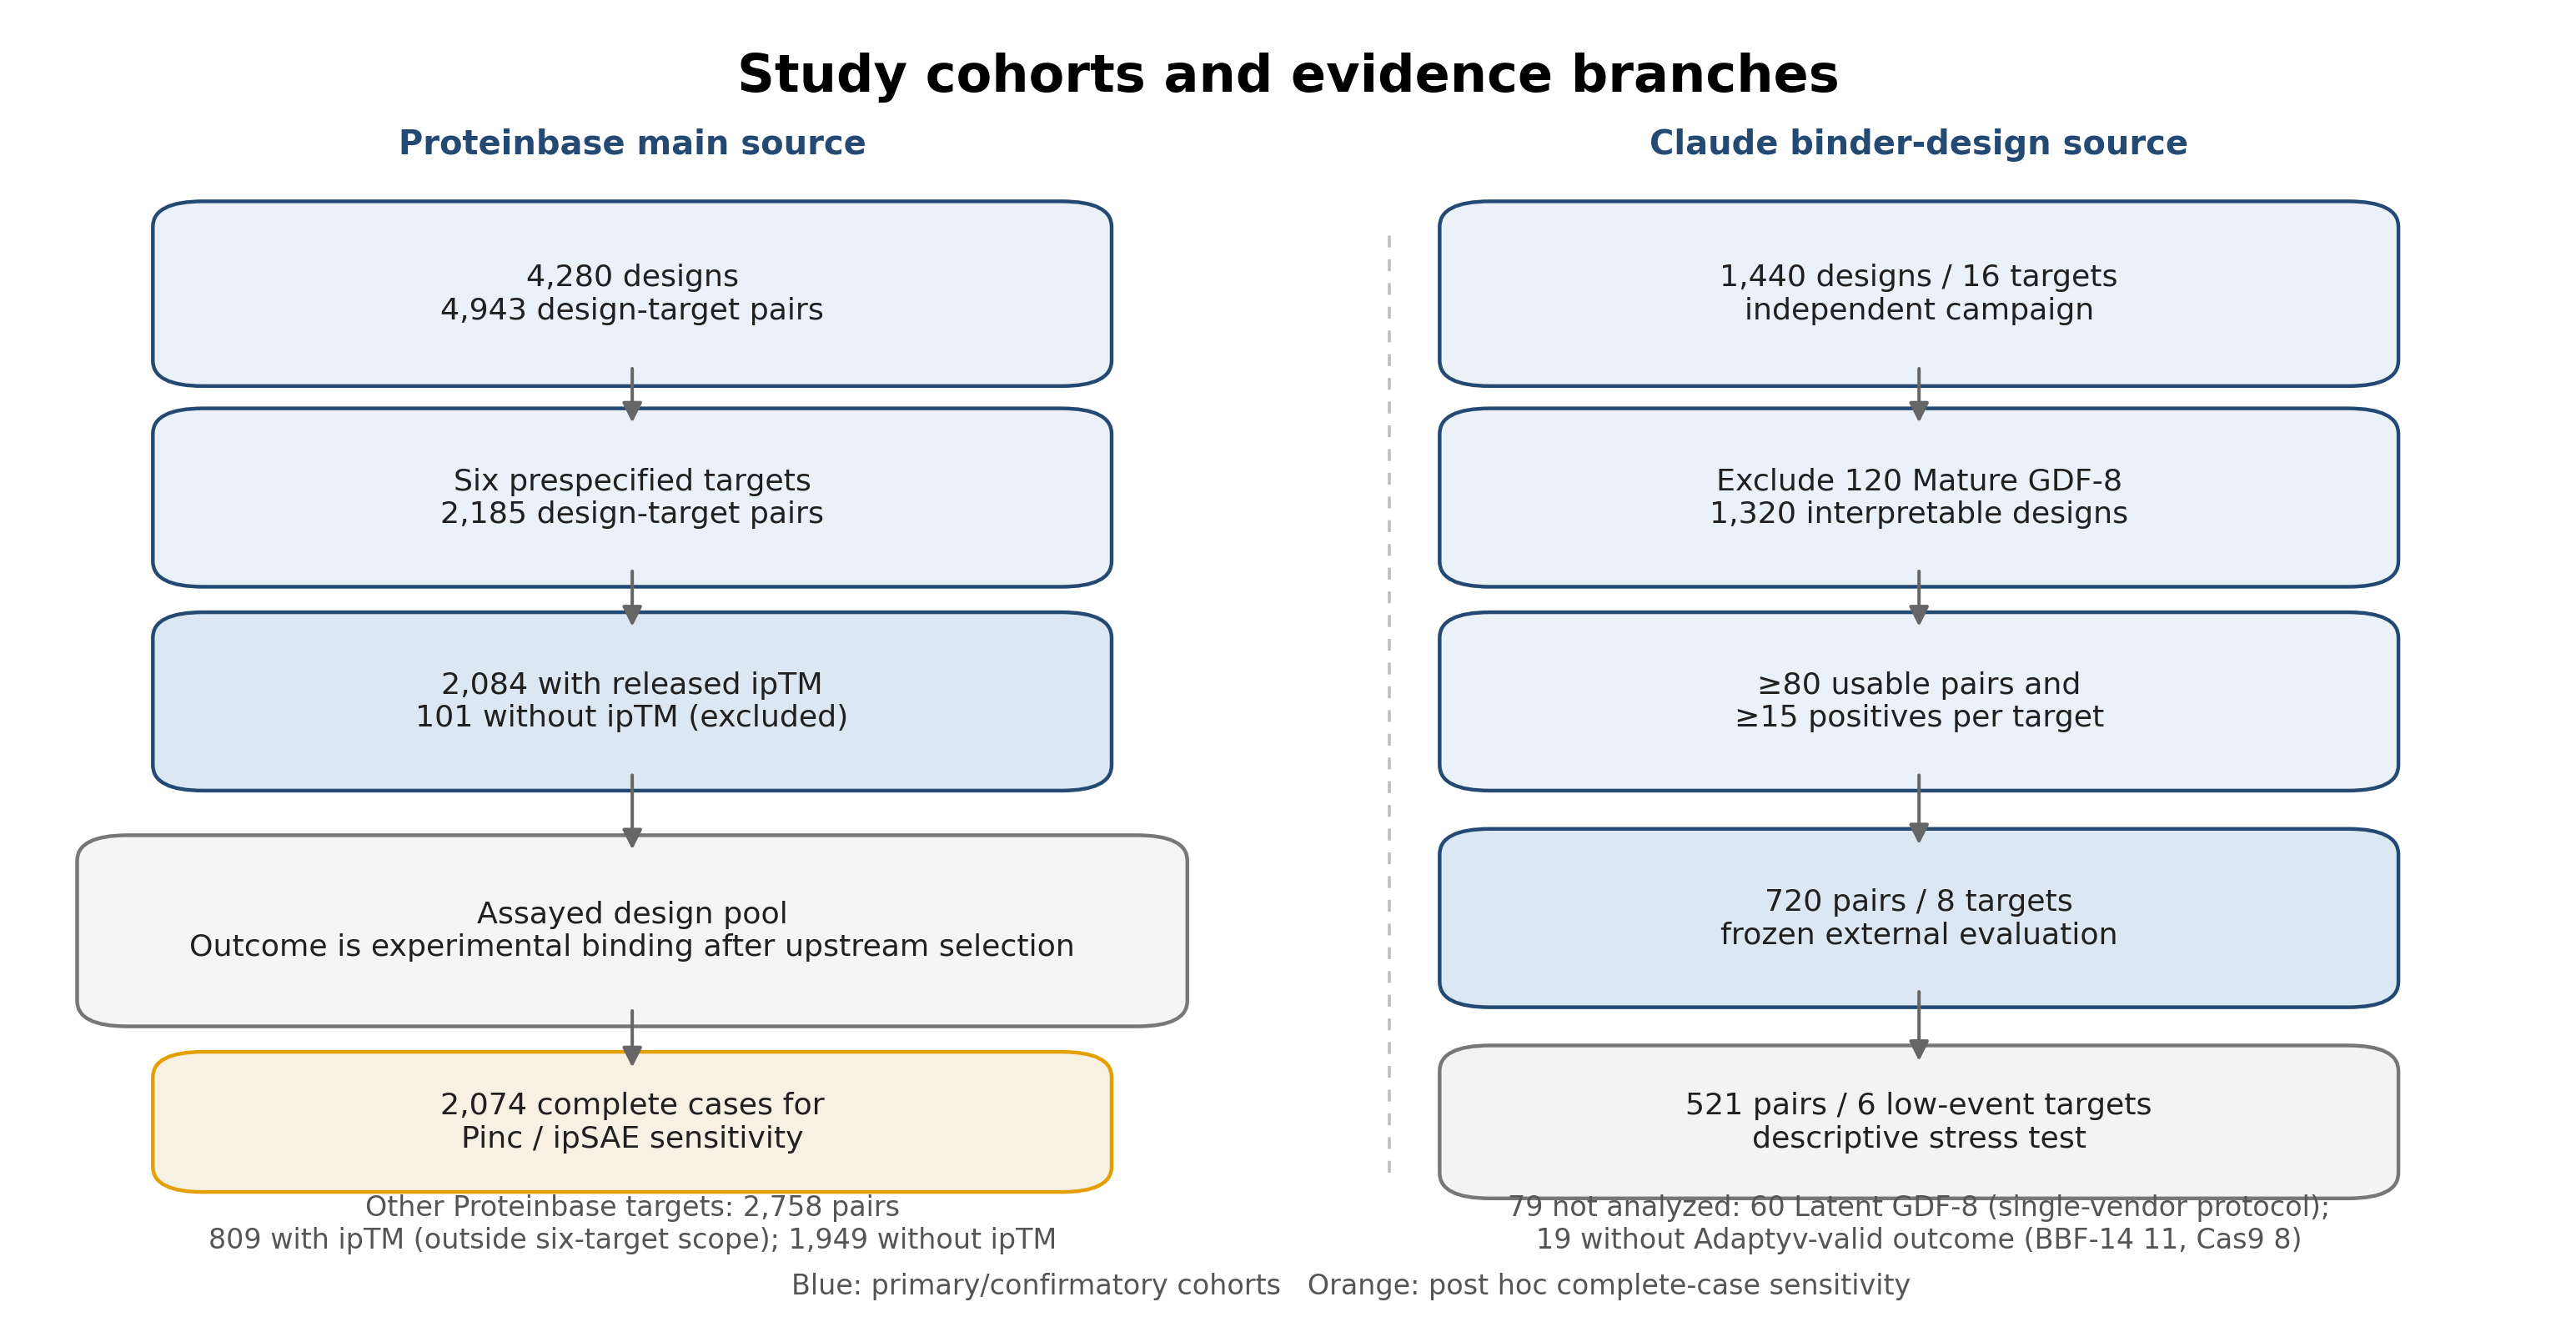 Study cohorts and evidence branches
Proteinbase main source
4,280 designs
4,943 design-target pairs
Six prespecified targets
2,185 design-target pairs
2,084 with released ipTM
101 without ipTM (excluded)
Assayed design pool
Outcome is experimental binding after upstream selection
2,074 complete cases for
Pinc / ipSAE sensitivity
Other Proteinbase targets: 2,758 pairs
809 with ipTM (outside six-target scope); 1,949 without ipTM
Claude binder-design source
1,440 designs / 16 targets
independent campaign
Exclude 120 Mature GDF-8
1,320 interpretable designs
≥80 usable pairs and
≥15 positives per target
720 pairs / 8 targets
frozen external evaluation
521 pairs / 6 low-event targets
descriptive stress test
79 not analyzed: 60 Latent GDF-8 (single-vendor protocol);
19 without Adaptyv-valid outcome (BBF-14 11, Cas9 8)
Blue: primary/confirmatory cohorts   Orange: post hoc complete-case sensitivity